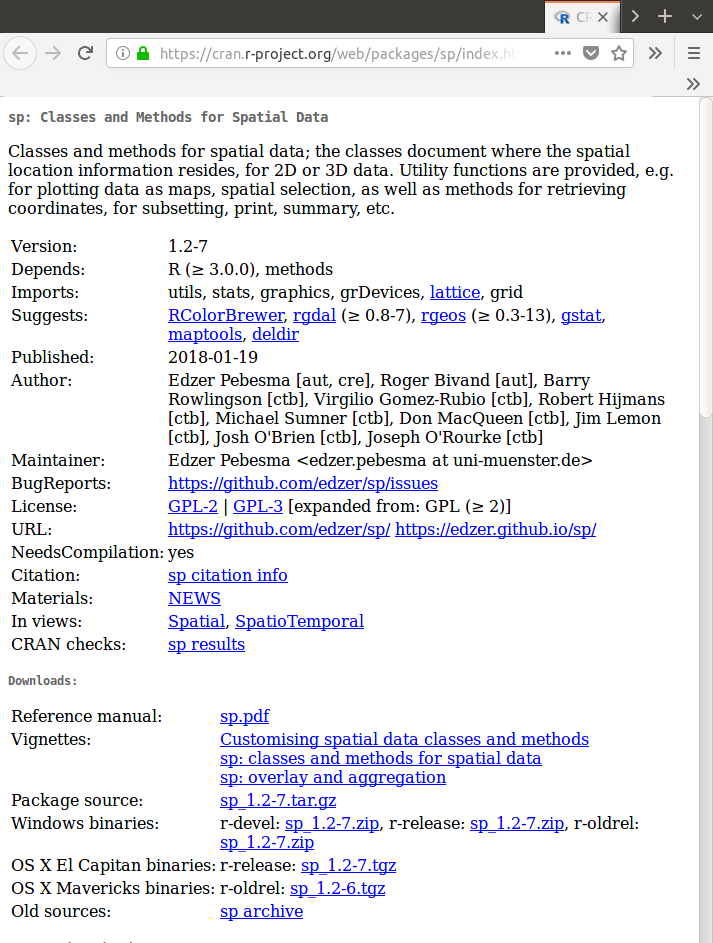 CR
https://cran.r-project.org/web/packages/sp/index.ht
sp: Classes and Methods for Spatial Data
Classes and methods for spatial data; the classes document where the spatial
location information resides, for 2D or 3D data. Utility functions are provided, e.g.
for plotting data as maps, spatial selection, as well as methods for retrieving
coordinates, for subsetting, print, summary, etc.
Version: 1.2-7
Depends: R (≥ 3.0.0), methods
Imports: utils, stats, graphics, grDevices, lattice, grid
Suggests: RColorBrewer, rgdal (≥ 0.8-7), rgeos (≥ 0.3-13), gstat,
maptools, deldir
Published: 2018-01-19
Author: Edzer Pebesma [aut, cre], Roger Bivand [aut], Barry
Rowlingson [ctb], Virgilio Gomez-Rubio [ctb], Robert Hijmans
[ctb], Michael Sumner [ctb], Don MacQueen [ctb], Jim Lemon
[ctb], Josh O'Brien [ctb], Joseph O'Rourke [ctb]
Maintainer: Edzer Pebesma <edzer.pebesma at uni-muenster.de>
BugReports: https://github.com/edzer/sp/issues
License: GPL-2 | GPL-3 [expanded from: GPL (≥ 2)]
URL: https://github.com/edzer/sp/ https://edzer.github.io/sp/
NeedsCompilation: yes
Citation: sp citation info
Materials: NEWS
In views: Spatial, SpatioTemporal
CRAN checks: sp results
Downloads:
Reference manual: sp.pdf
Vignettes: Customising spatial data classes and methods
sp: classes and methods for spatial data
sp: overlay and aggregation
Package source: sp_1.2-7.tar.gz
Windows binaries: r-devel: sp_1.2-7.zip, r-release: sp_1.2-7.zip, r-oldrel:
sp_1.2-7.zip
OS X El Capitan binaries: r-release: sp_1.2-7.tgz
OS X Mavericks binaries: r-oldrel: sp_1.2-6.tgz
Old sources: sp archive